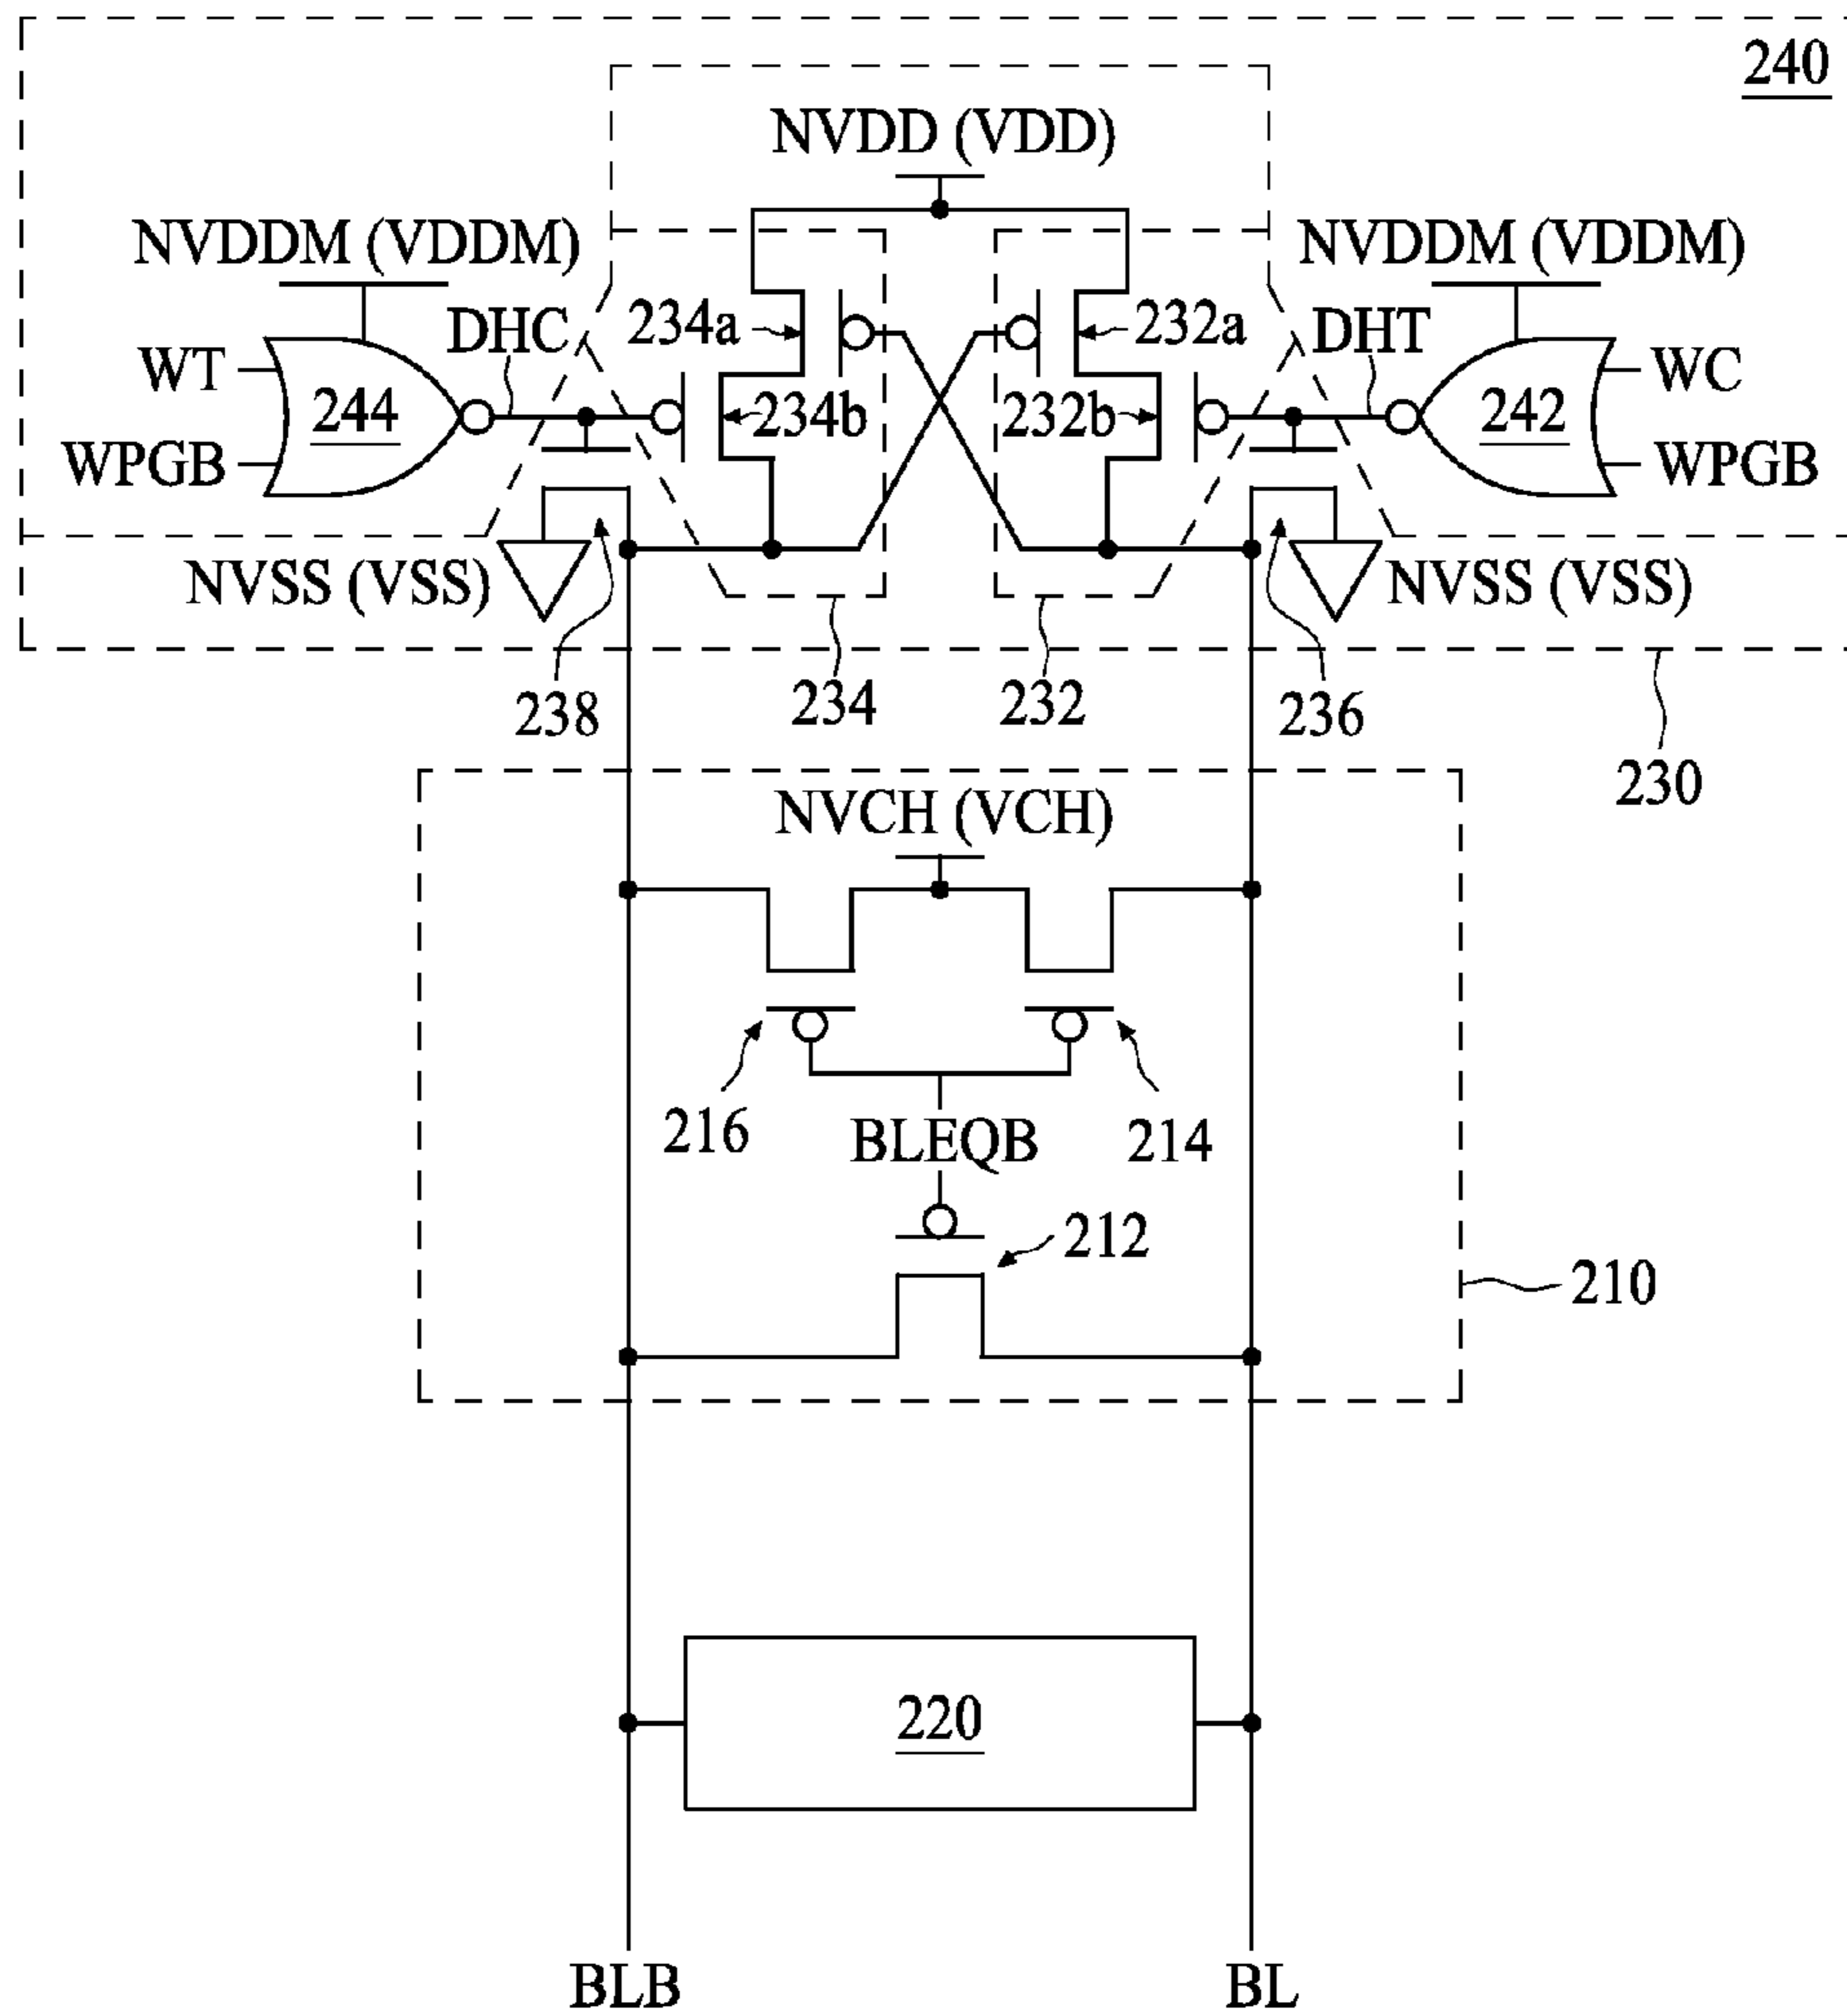 240
NVDD (VDD)
NVDDM (VDDM)
NVDDM (VDDM)
DHC
234a
232a
DHT
WT
244
234b
232b
242
WC
WPGB
WPGB
NVSS (VSS)
NVSS (VSS)
238
234
232
236
230
NVCH (VCH)
216
BLEQB
214
212
210
220
BLB
BL